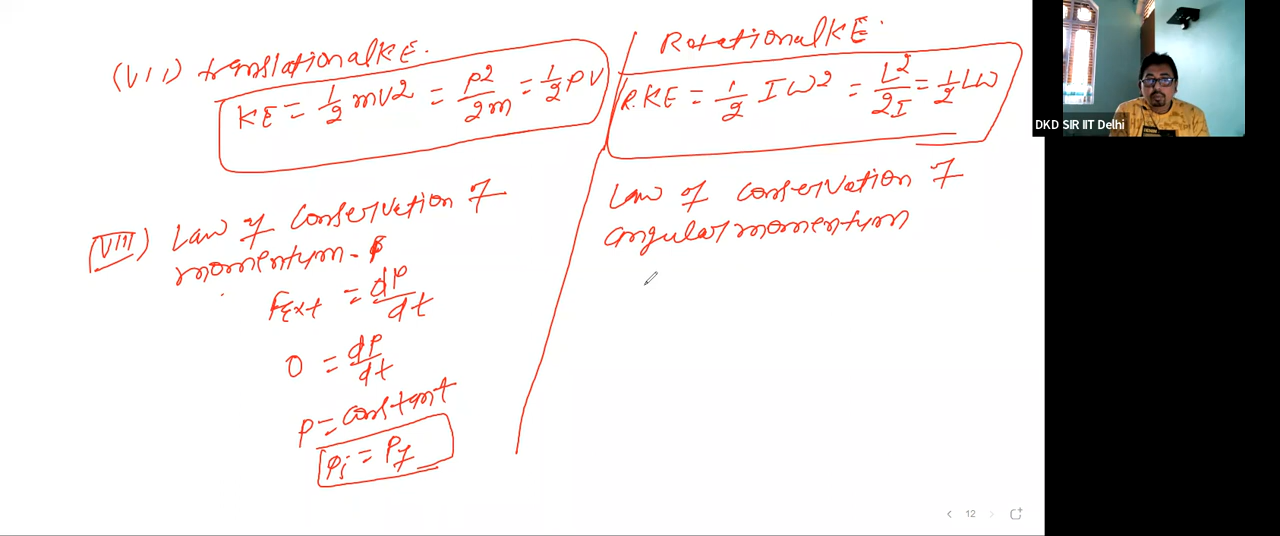 (VII) translational KE.
KE = 1/2 mv² = P²/2m = 1/2 PV
Rotational KE.
R.KE = 1/2 Iω² = L²/2I = 1/2 Lω
(VIII) Law of Conservation of
momentum.
FExt = dP/dt
0 = dP/dt
P = constant
Pi = Pf
Law of conservation of
angular momentum
DKD SIR IIT Delhi
12